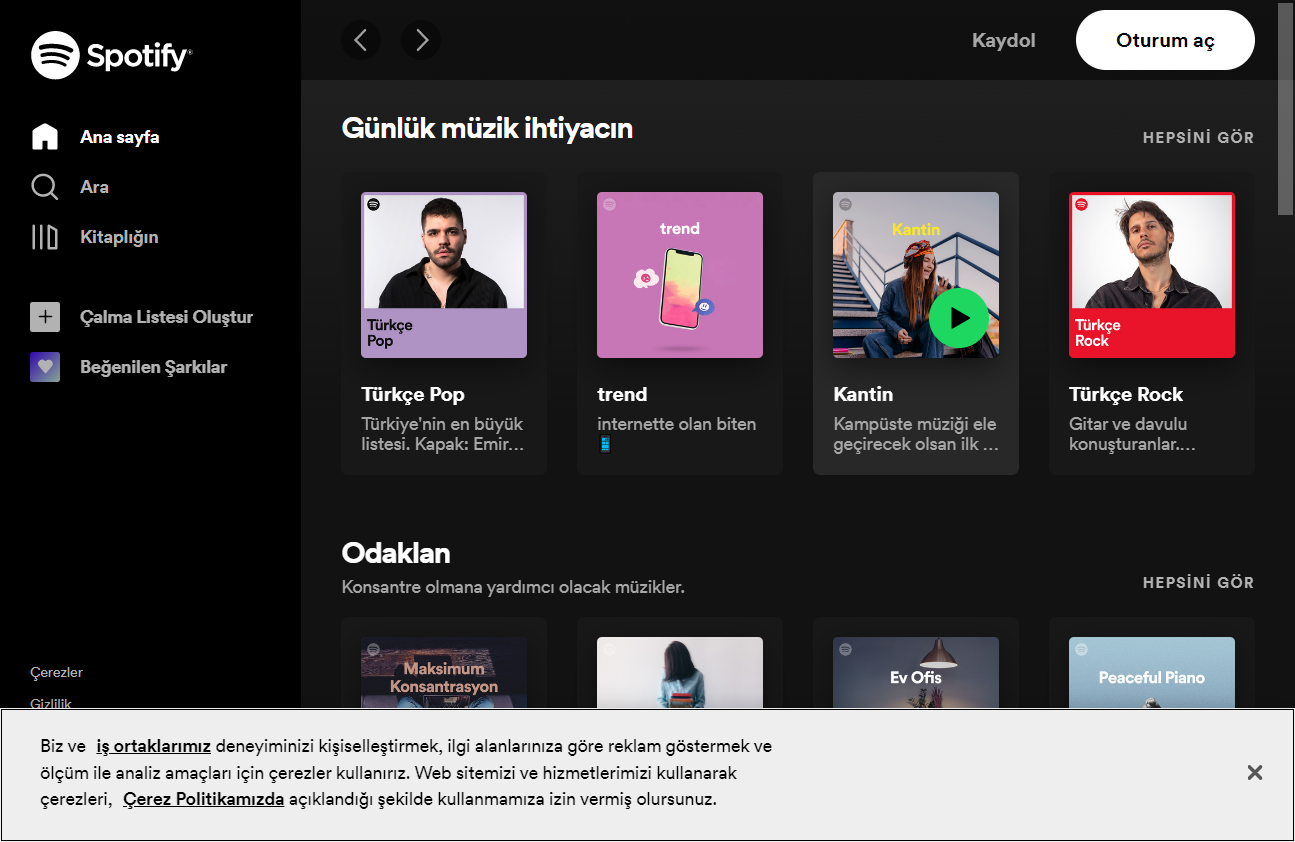 Spotify
Kaydol
Oturum aç
Ana sayfa
Ara
Kitaplığın
Çalma Listesi Oluştur
Beğenilen Şarkılar
Çerezler
Gizlilik
Günlük müzik ihtiyacın
HEPSİNİ GÖR
Türkçe
Pop
trend
Kantin
Türkçe
Rock
Türkçe Pop
Türkiye'nin en büyük
listesi. Kapak: Emir...
trend
internette olan biten
Kantin
Kampüste müziği ele
geçirecek olsan ilk ...
Türkçe Rock
Gitar ve davulu
konuşturanlar....
Odaklan
Konsantre olmana yardımcı olacak müzikler.
HEPSİNİ GÖR
Maksimum
Konsantrasyon
Ev Ofis
Peaceful Piano
Biz ve iş ortaklarımız deneyiminizi kişiselleştirmek, ilgi alanlarınıza göre reklam göstermek ve
ölçüm ile analiz amaçları için çerezler kullanırız. Web sitemizi ve hizmetlerimizi kullanarak
çerezleri, Çerez Politikamızda açıklandığı şekilde kullanmamıza izin vermiş olursunuz.